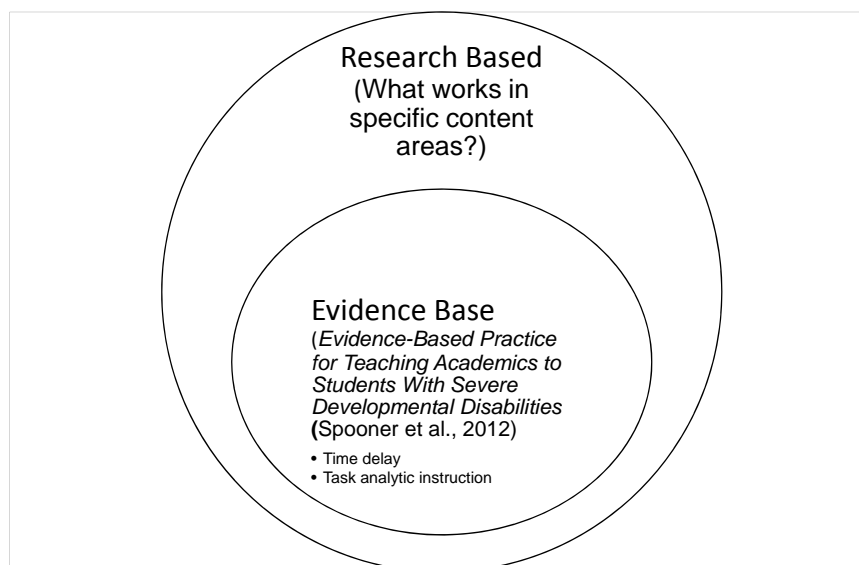 Research Based
(What works in
specific content
areas?)
Evidence Base
(Evidence-Based Practice
for Teaching Academics to
Students With Severe
Developmental Disabilities
(Spooner et al., 2012)
• Time delay
• Task analytic instruction